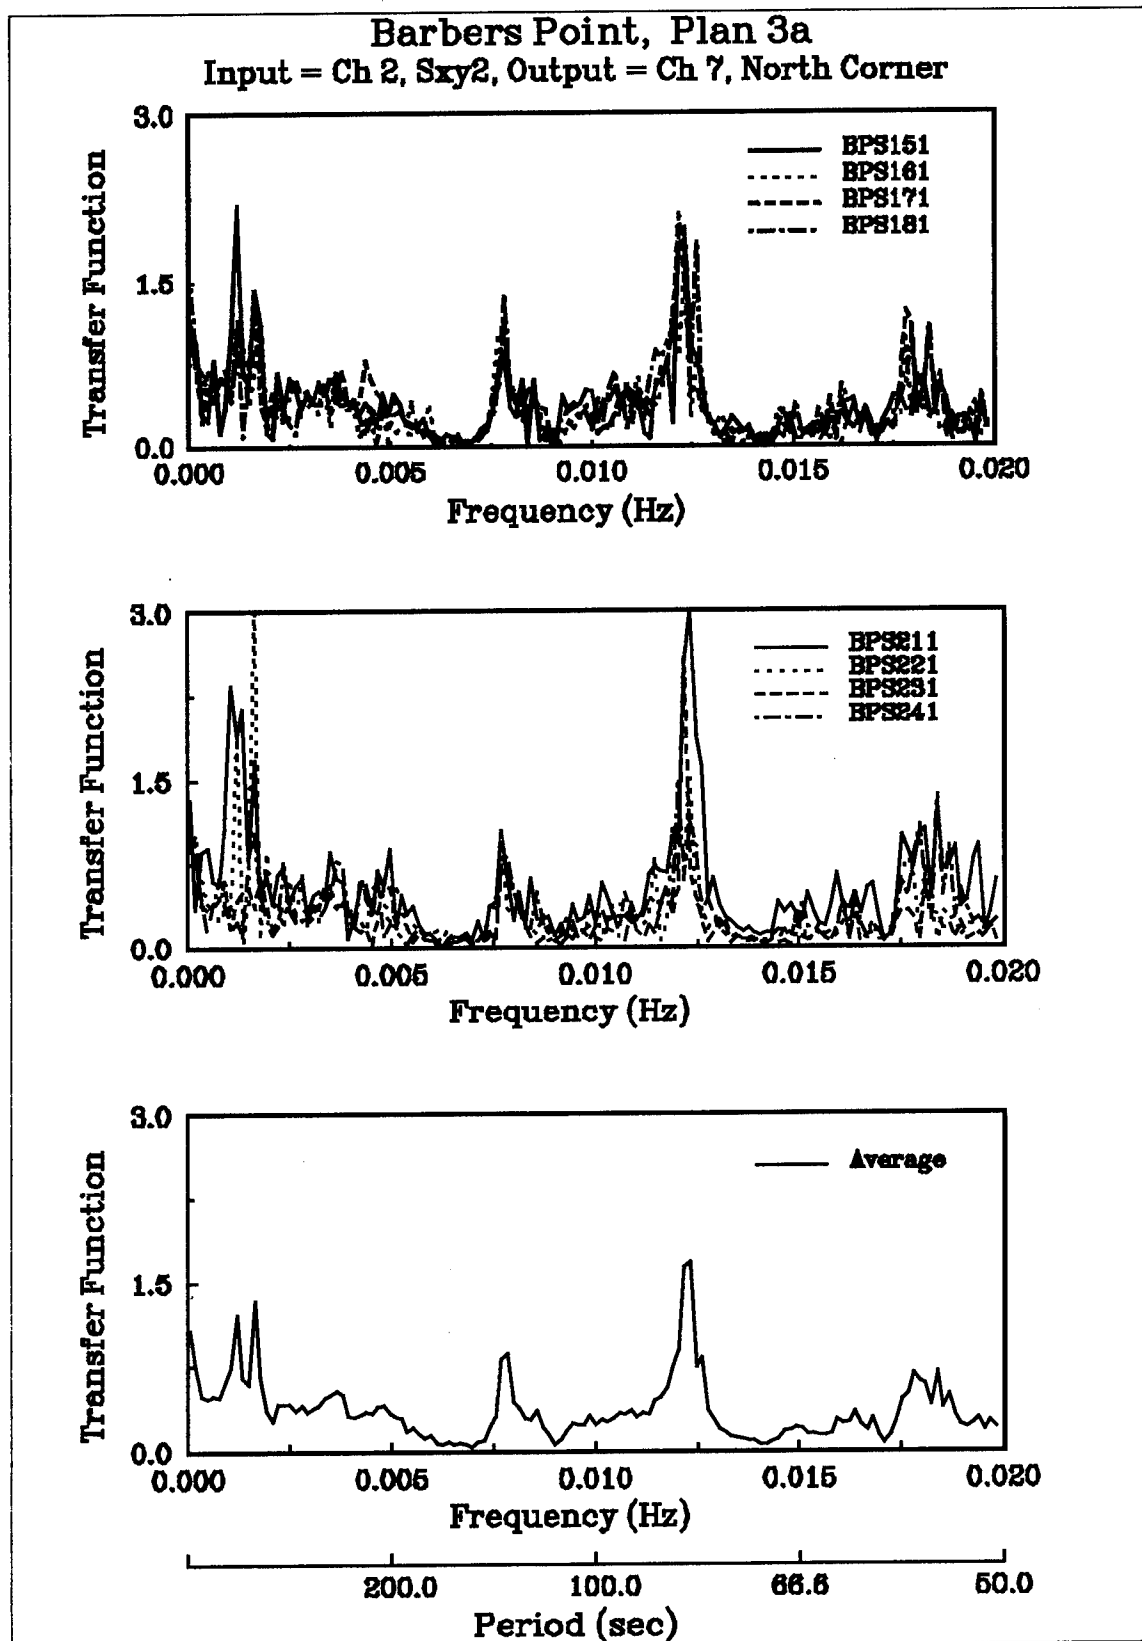 Barbers Point, Plan 3a
Input = Ch 2, Sxy2, Output = Ch 7, North Corner
3.0
1.5
0.0
Transfer Function
BPS151
BPS161
BPS171
BPS181
0.000 0.005 0.010 0.015 0.020
Frequency (Hz)
3.0
1.5
0.0
Transfer Function
BPS211
BPS221
BPS231
BPS241
0.000 0.005 0.010 0.015 0.020
Frequency (Hz)
3.0
1.5
0.0
Transfer Function
Average
0.000 0.005 0.010 0.015 0.020
Frequency (Hz)
200.0 100.0 66.6 50.0
Period (sec)